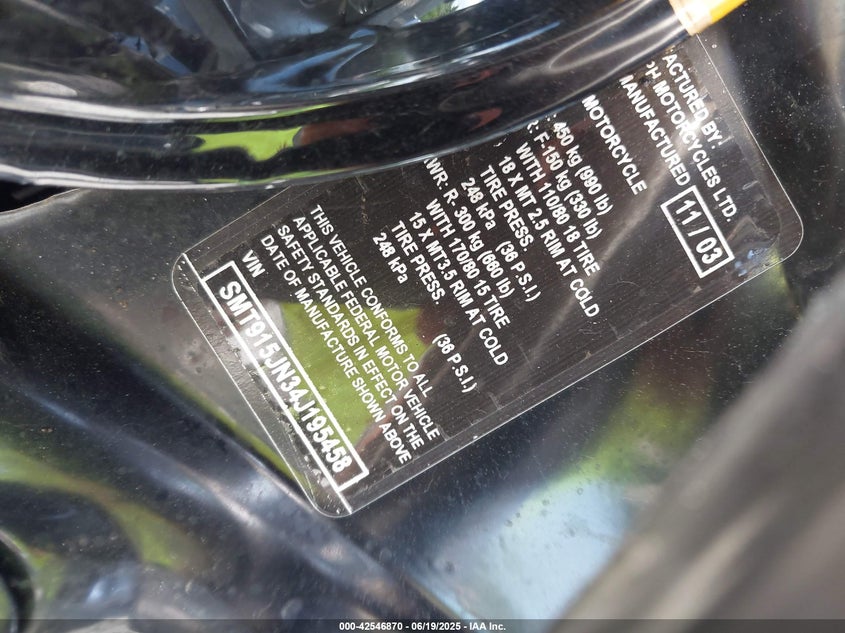 ACTURED BY:
PH MOTORCYCLES LTD.
MANUFACTURED 11 / 03
MOTORCYCLE
: 450 kg (990 lb)
R: F-150 kg (330 lb)
WITH 110/80 18 TIRE
18 X MT 2.5 RIM AT COLD
TIRE PRESS.
248 kPa (36 P.S.I.)
AWR: R. 300 kg (660 lb)
WITH 170/80 15 TIRE
15 X MT3.5 RIM AT COLD
TIRE PRESS.
248 kPa (36 P.S.I.)
THIS VEHICLE CONFORMS TO ALL
APPLICABLE FEDERAL MOTOR VEHICLE
SAFETY STANDARDS IN EFFECT ON THE
DATE OF MANUFACTURE SHOWN ABOVE
VIN
SMT915JN34J195458
000-42546870 - 06/19/2025 - IAA Inc.